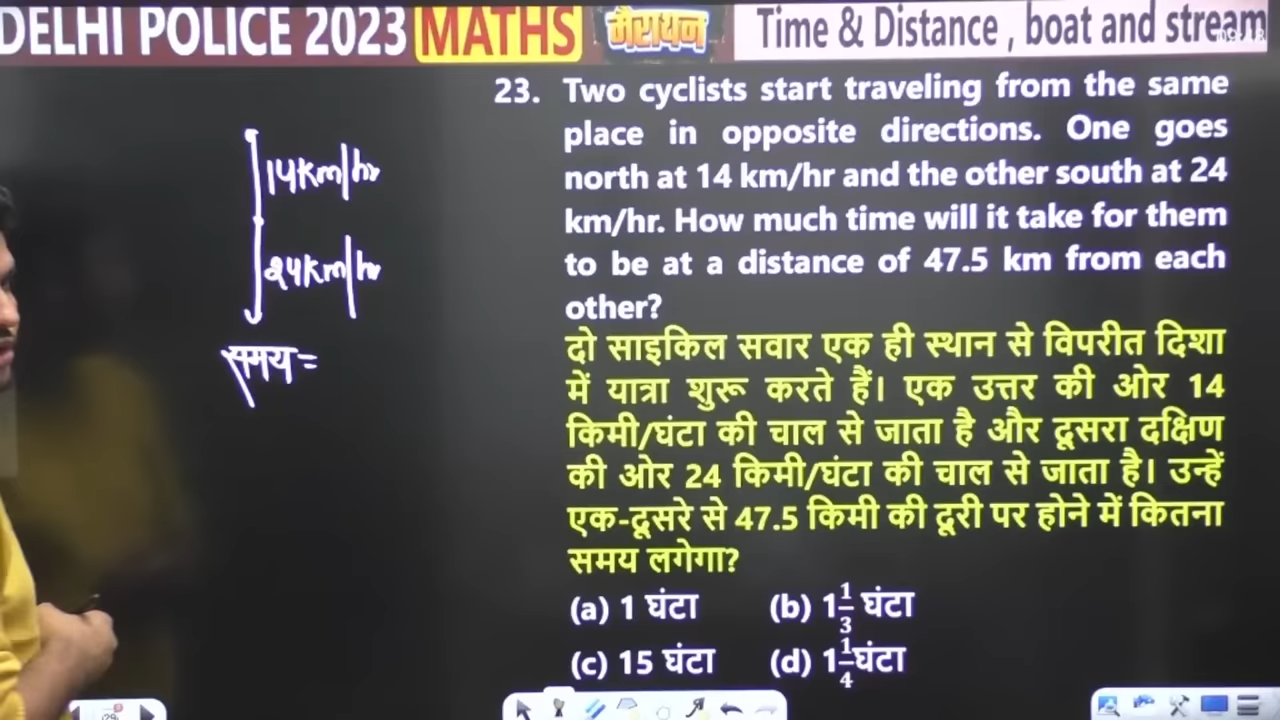 DELHI POLICE 2023 MATHS मैराथन Time & Distance , boat and stream
14km/hr
24km/hr
समय=
23. Two cyclists start traveling from the same
place in opposite directions. One goes
north at 14 km/hr and the other south at 24
km/hr. How much time will it take for them
to be at a distance of 47.5 km from each
other?
दो साइकिल सवार एक ही स्थान से विपरीत दिशा
में यात्रा शुरू करते हैं। एक उत्तर की ओर 14
किमी/घंटा की चाल से जाता है और दूसरा दक्षिण
की ओर 24 किमी/घंटा की चाल से जाता है। उन्हें
एक-दूसरे से 47.5 किमी की दूरी पर होने में कितना
समय लगेगा?
(a) 1 घंटा (b) 1 1/3 घंटा
(c) 15 घंटा (d) 1 1/4 घंटा